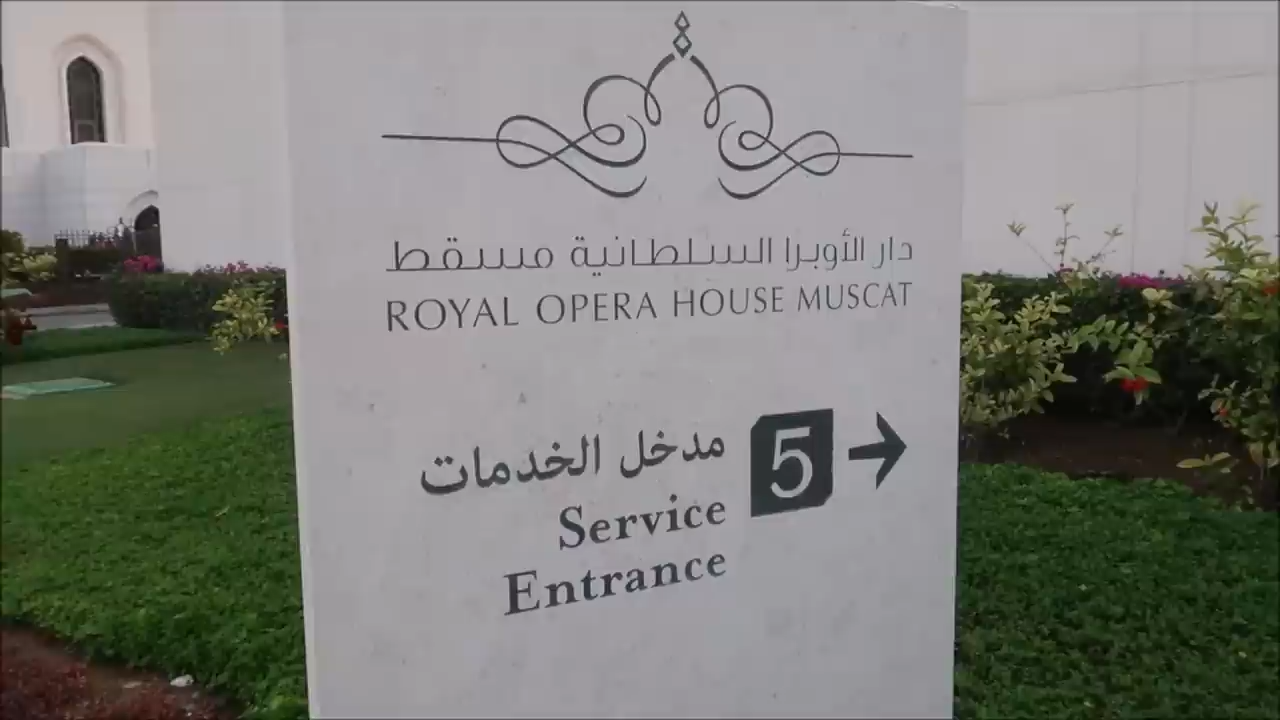 دار الأوبرا السلطانية مسقط
ROYAL OPERA HOUSE MUSCAT
مدخل الخدمات 5 →
Service
Entrance